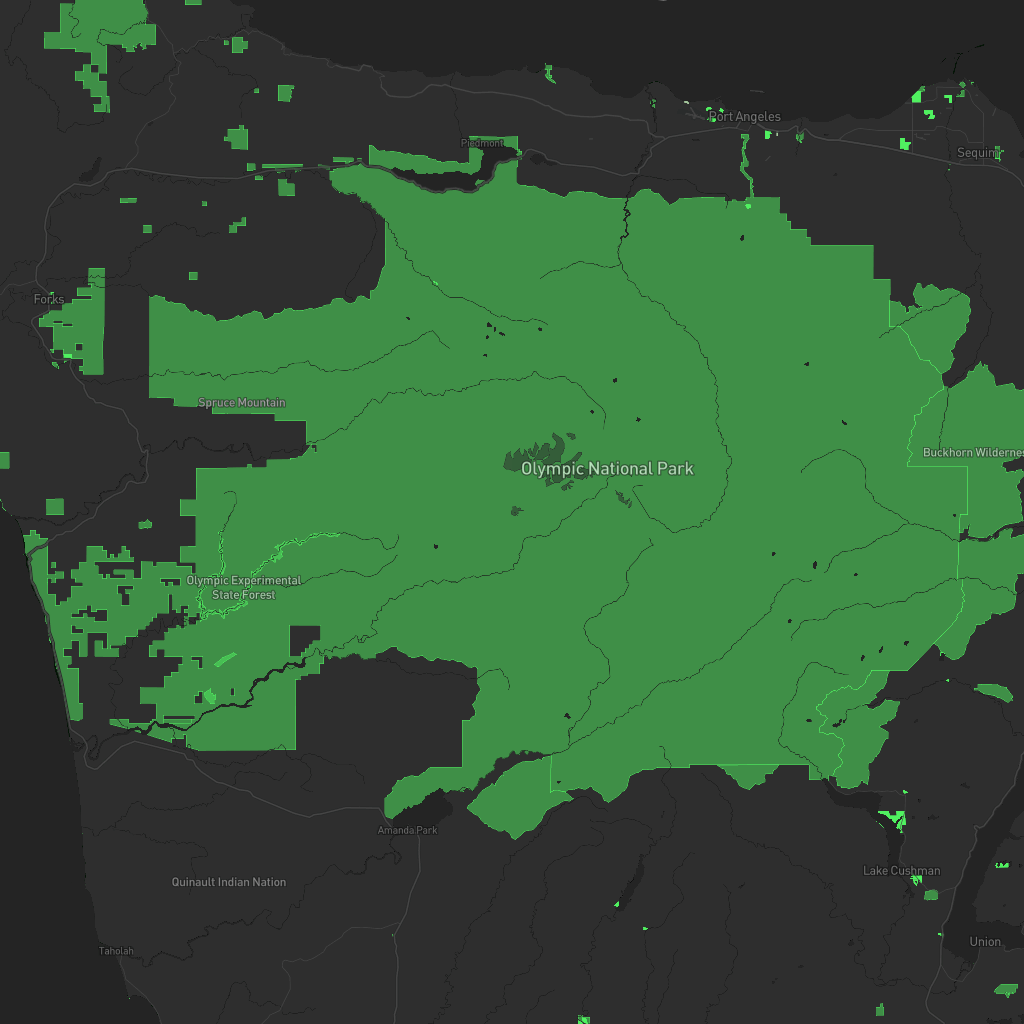 Port Angeles
Piedmont
Sequim
Forks
Spruce Mountain
Buckhorn Wildernes
Olympic National Park
Olympic Experimental
State Forest
Amanda Park
Lake Cushman
Quinault Indian Nation
Union
Taholah